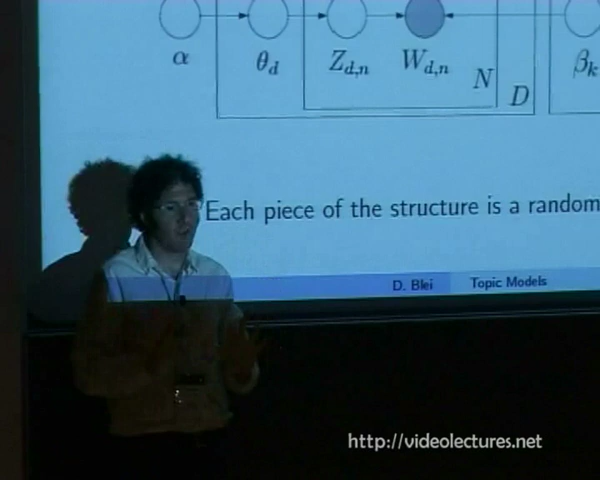 α θd Zd,n Wd,n N D βk
Each piece of the structure is a random
D. Blei Topic Models
http://videolectures.net